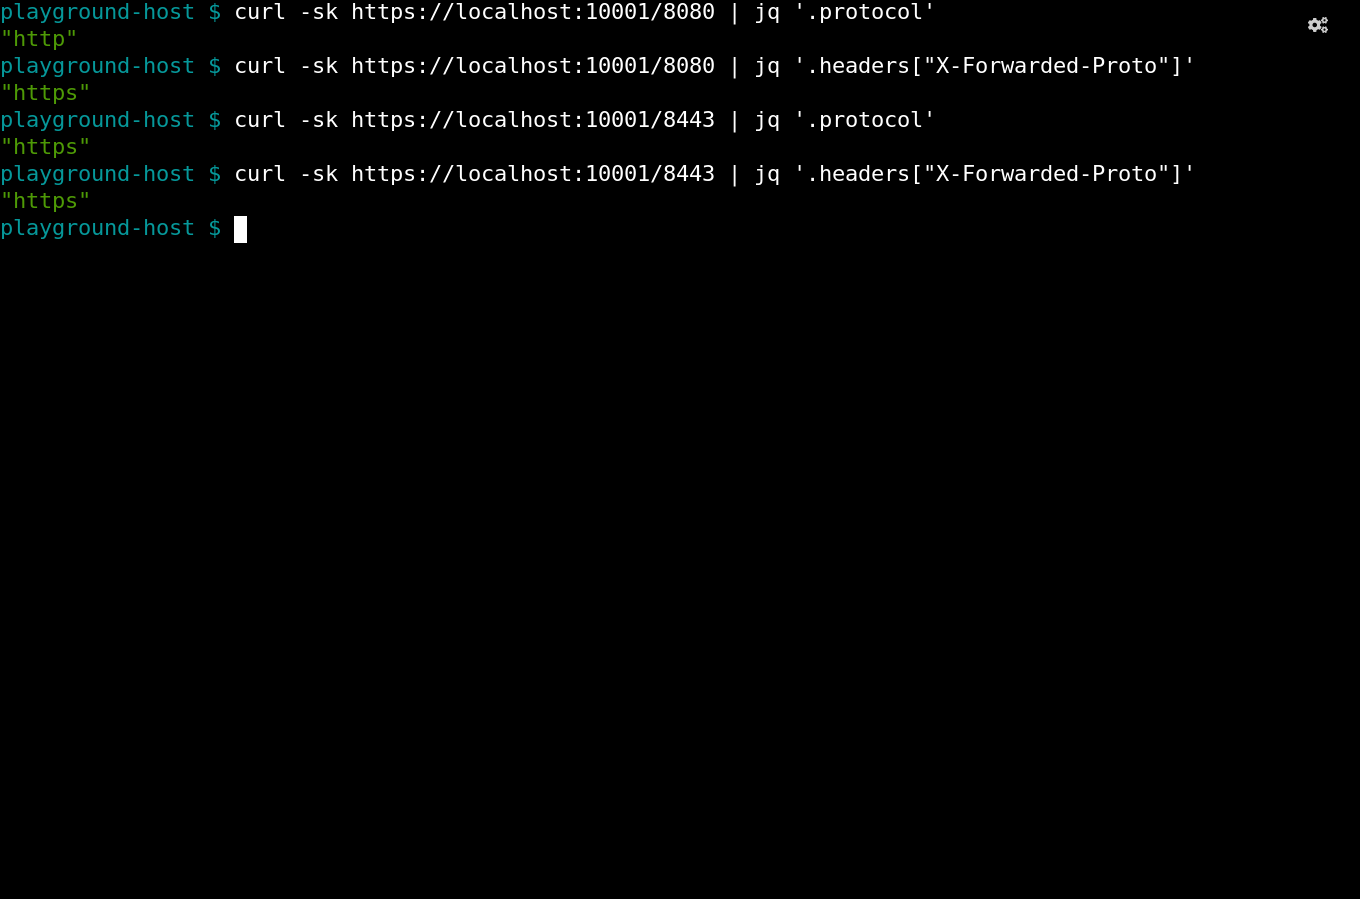 playground-host $ curl -sk https://localhost:10001/8080 | jq '.protocol'
"http"
playground-host $ curl -sk https://localhost:10001/8080 | jq '.headers["X-Forwarded-Proto"]'
"https"
playground-host $ curl -sk https://localhost:10001/8443 | jq '.protocol'
"https"
playground-host $ curl -sk https://localhost:10001/8443 | jq '.headers["X-Forwarded-Proto"]'
"https"
playground-host $